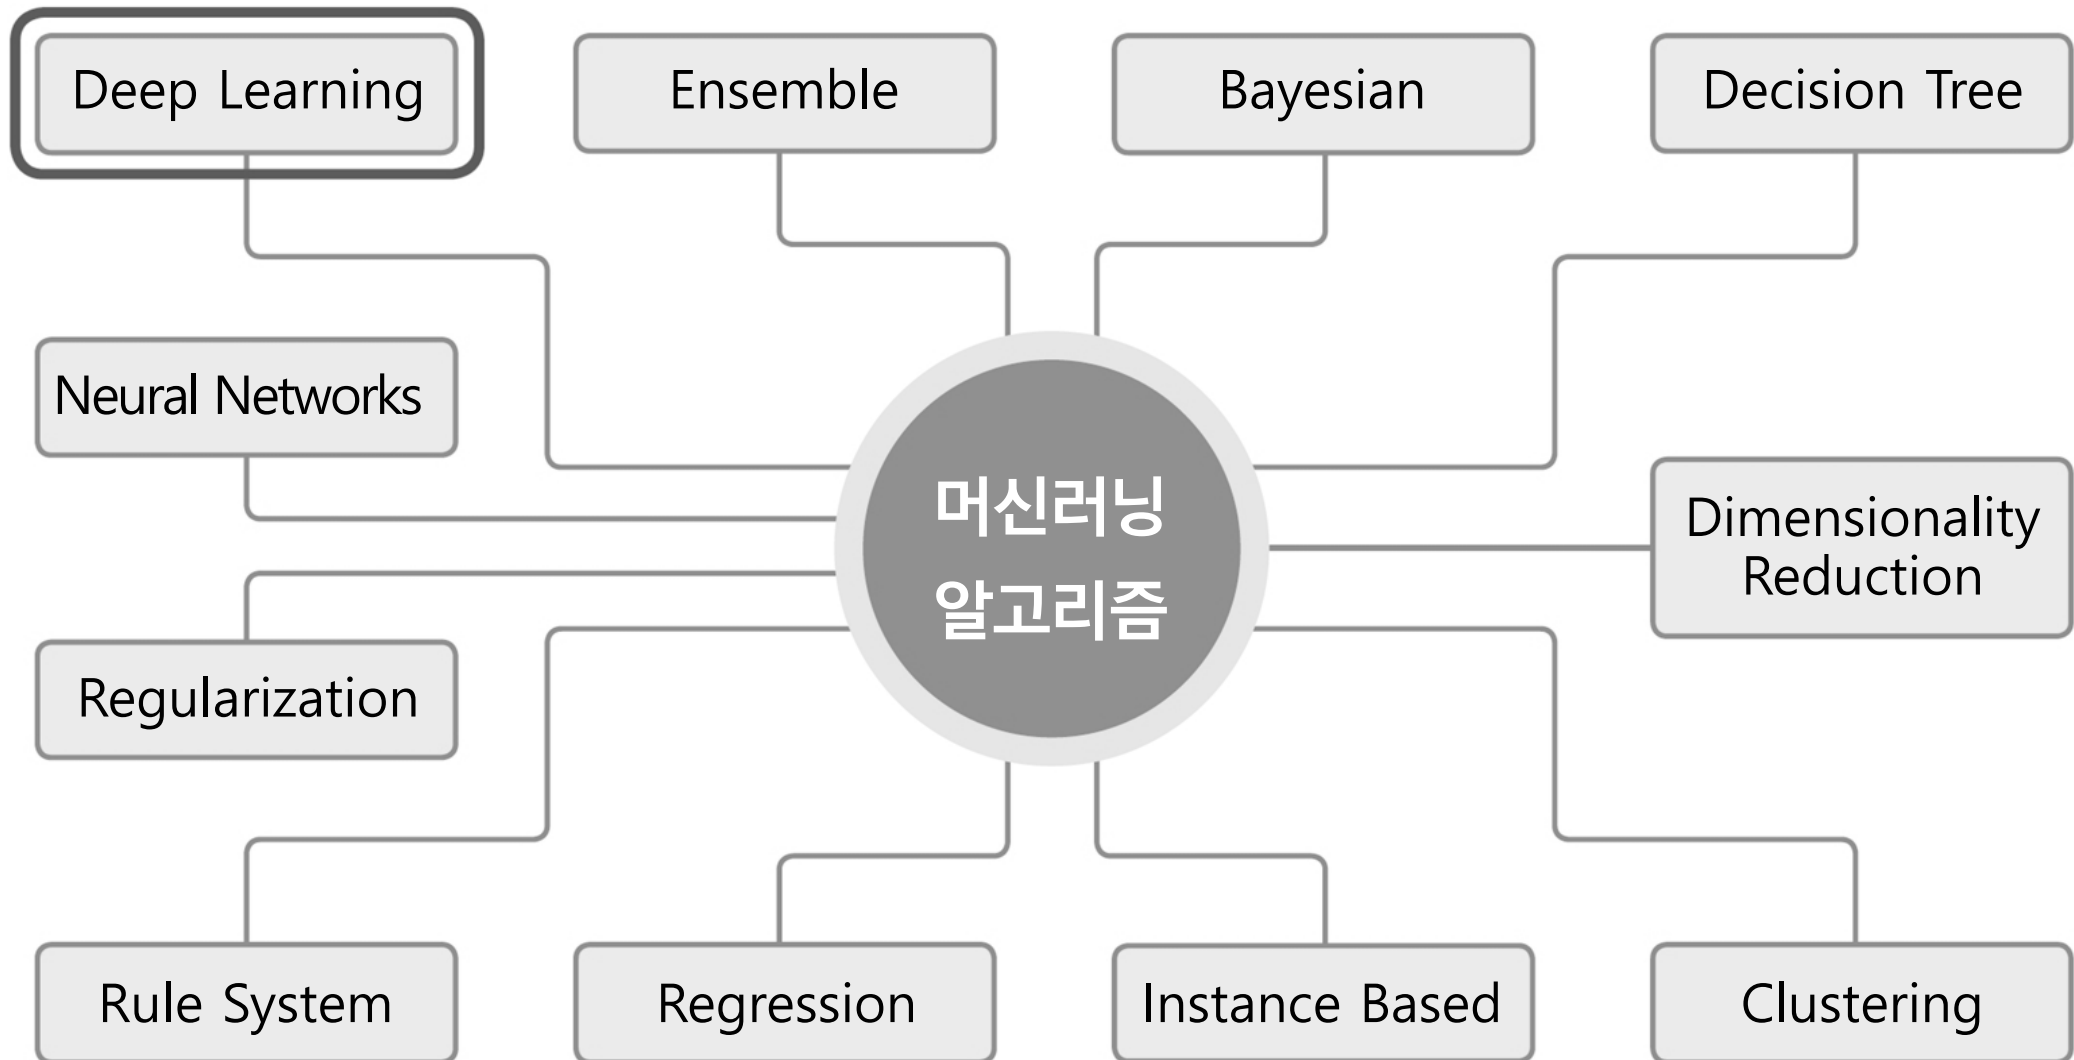 Deep Learning
Ensemble
Bayesian
Decision Tree
Neural Networks
머신러닝
알고리즘
Dimensionality
Reduction
Regularization
Rule System
Regression
Instance Based
Clustering